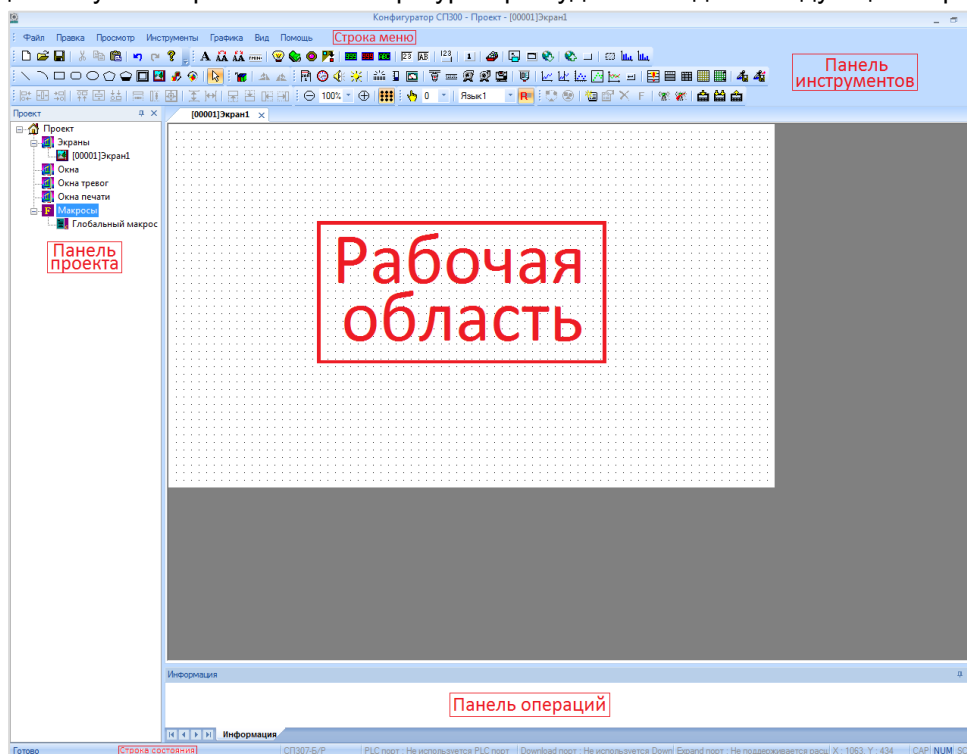 Конфигуратор СП300 - Проект - [00001]Экран1
Файл Правка Просмотр Инструменты Графика Вид Помощь
Строка меню
Панель
инструментов
100% 0 Язык1
Проект
[00001]Экран1
Проект
Экраны
[00001]Экран1
Окна
Окна тревог
Окна печати
Макросы
Глобальный макрос
Панель
проекта
Рабочая
область
Информация
Панель операций
Информация
Готово
Строка состояния
СП307-Б/Р
PLC порт : Не используется PLC порт
Download порт : Не используется Down
Expand порт : Не поддерживается расш
X : 1063, Y : 434
CAP NUM